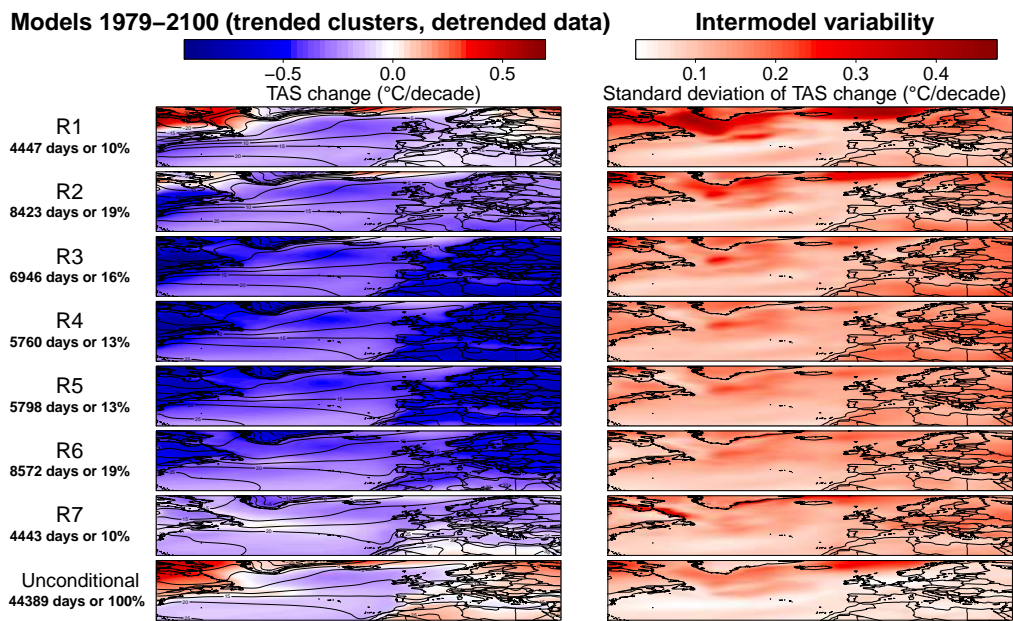 Models 1979−2100 (trended clusters, detrended data)
Intermodel variability
−0.5 0.0 0.5
0.1 0.2 0.3 0.4
TAS change (°C/decade)
Standard deviation of TAS change (°C/decade)
R1
4447 days or 10%
R2
8423 days or 19%
R3
6946 days or 16%
R4
5760 days or 13%
R5
5798 days or 13%
R6
8572 days or 19%
R7
4443 days or 10%
Unconditional
44389 days or 100%